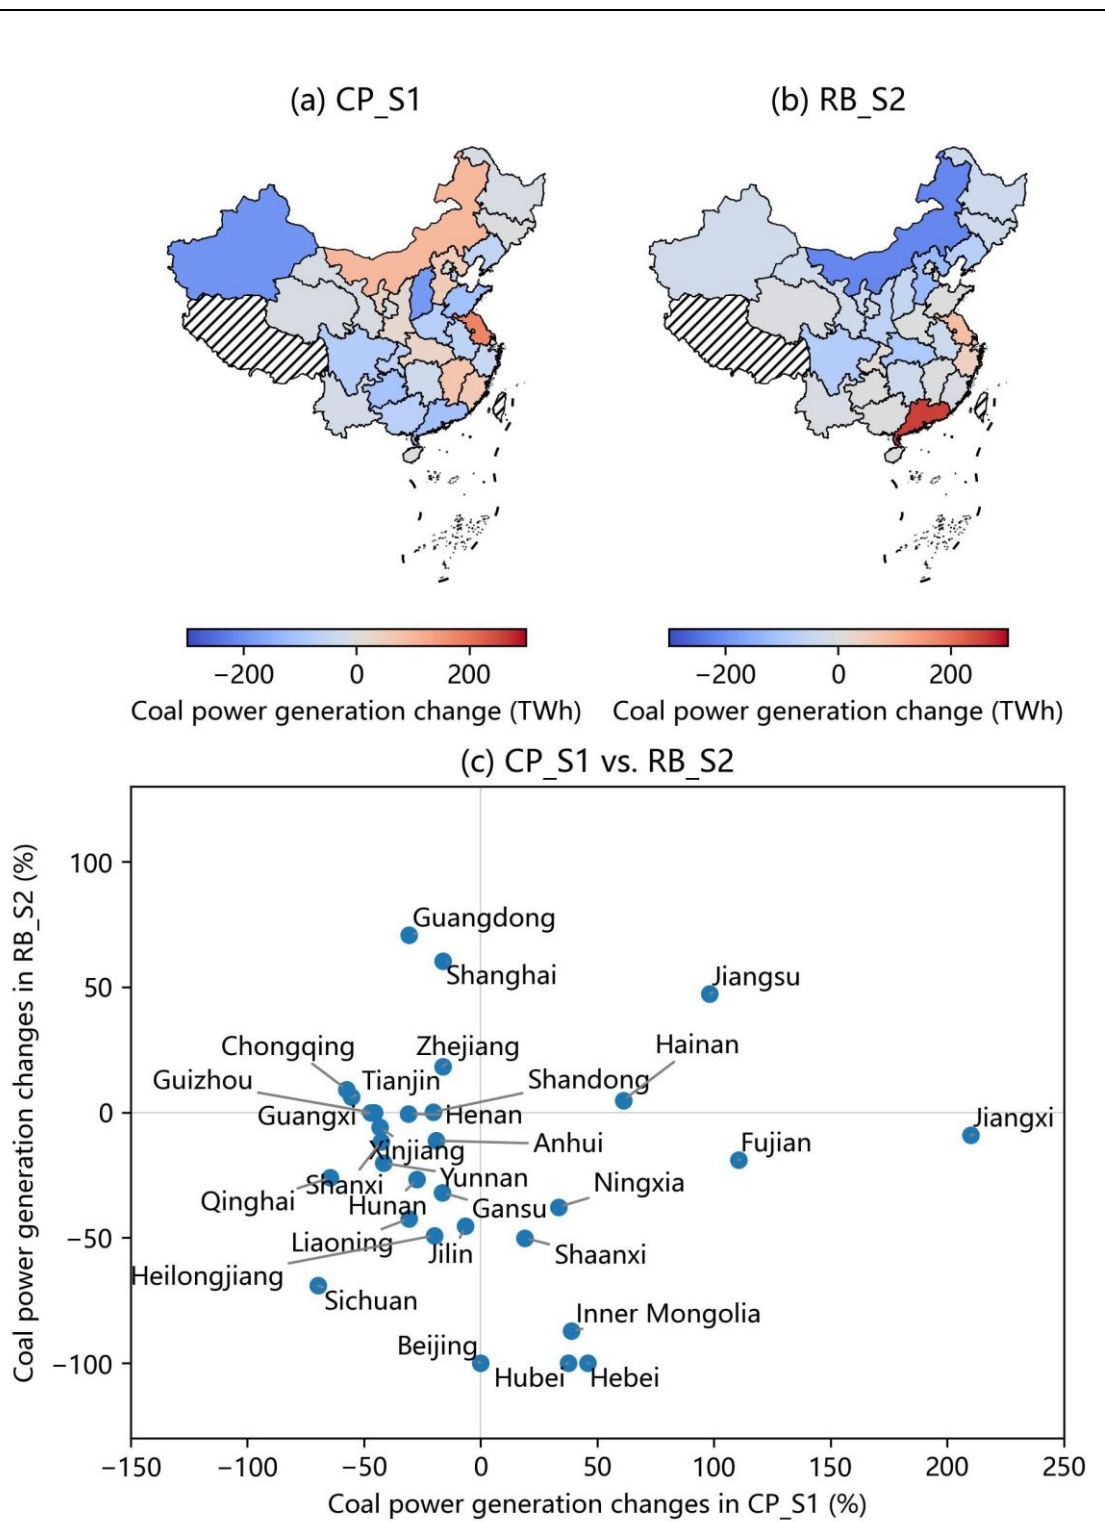 (a) CP_S1
(b) RB_S2
−200 0 200
Coal power generation change (TWh)
−200 0 200
Coal power generation change (TWh)
(c) CP_S1 vs. RB_S2
Coal power generation changes in RB_S2 (%)
100
50
0
−50
−100
Guangdong
Shanghai
Jiangsu
Chongqing
Zhejiang
Hainan
Guizhou
Tianjin
Shandong
Guangxi
Henan
Jiangxi
Xinjiang
Anhui
Fujian
Shanxi
Yunnan
Ningxia
Qinghai
Hunan
Gansu
Liaoning
Jilin
Shaanxi
Heilongjiang
Sichuan
Inner Mongolia
Beijing
Hubei
Hebei
−150 −100 −50 0 50 100 150 200 250
Coal power generation changes in CP_S1 (%)